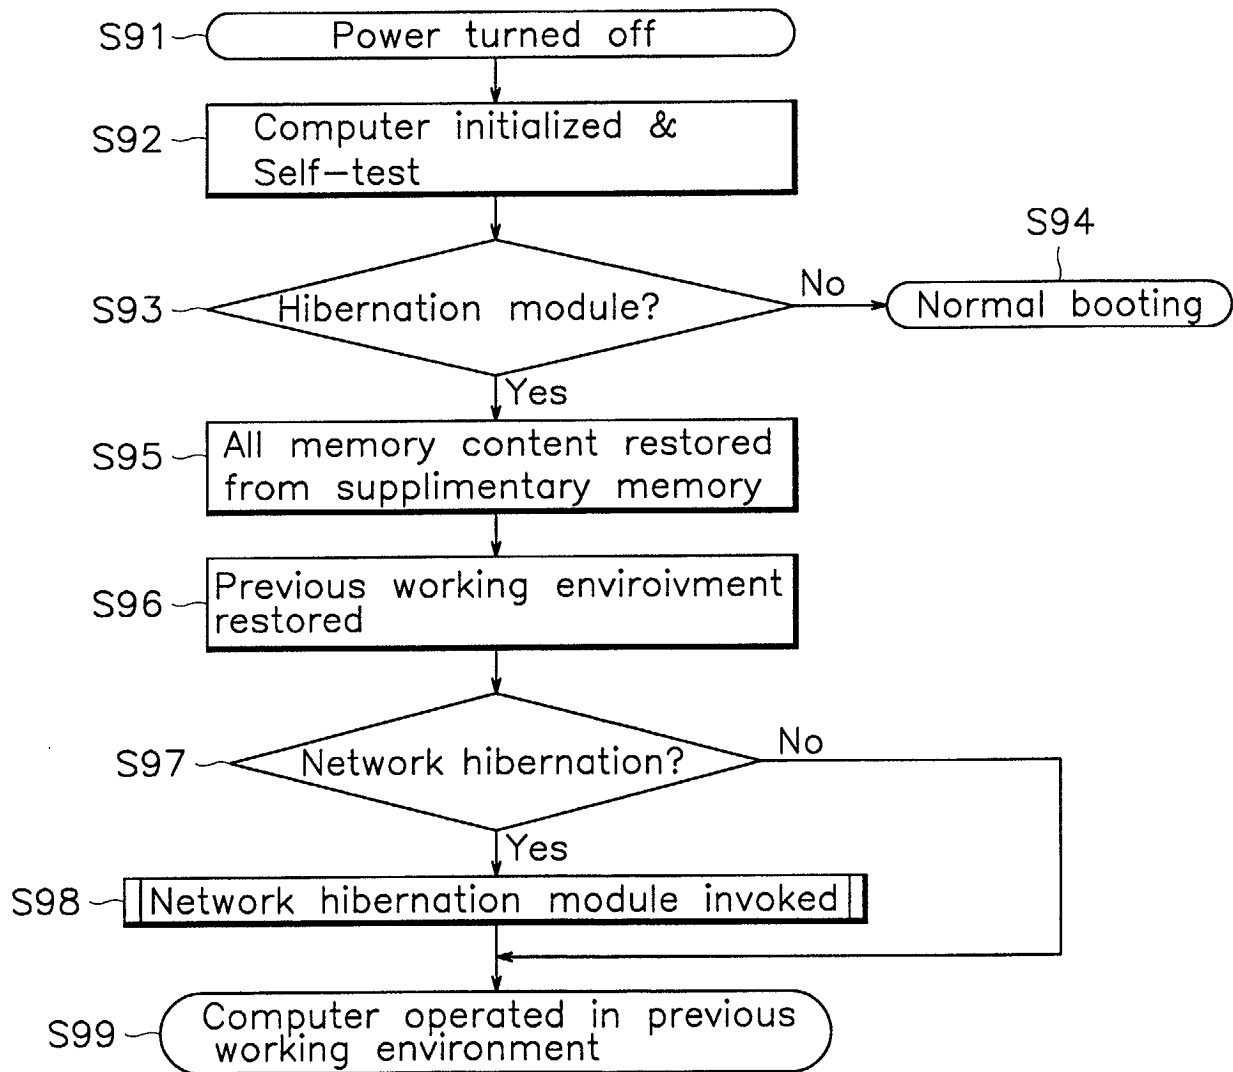 S91
Power turned off
S92
Computer initialized &
Self-test
S93
Hibernation module?
No
S94
Normal booting
Yes
S95
All memory content restored
from supplimentary memory
S96
Previous working enviroivment
restored
S97
Network hibernation?
No
Yes
S98
Network hibernation module invoked
S99
Computer operated in previous
working environment